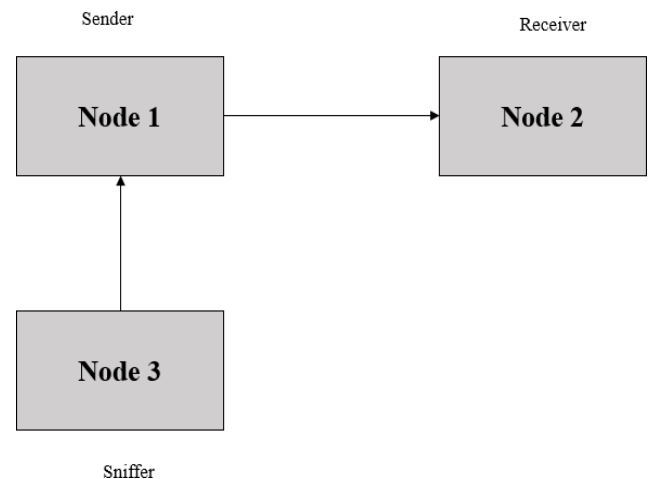 Sender
Receiver
Node 1
Node 2
Node 3
Sniffer